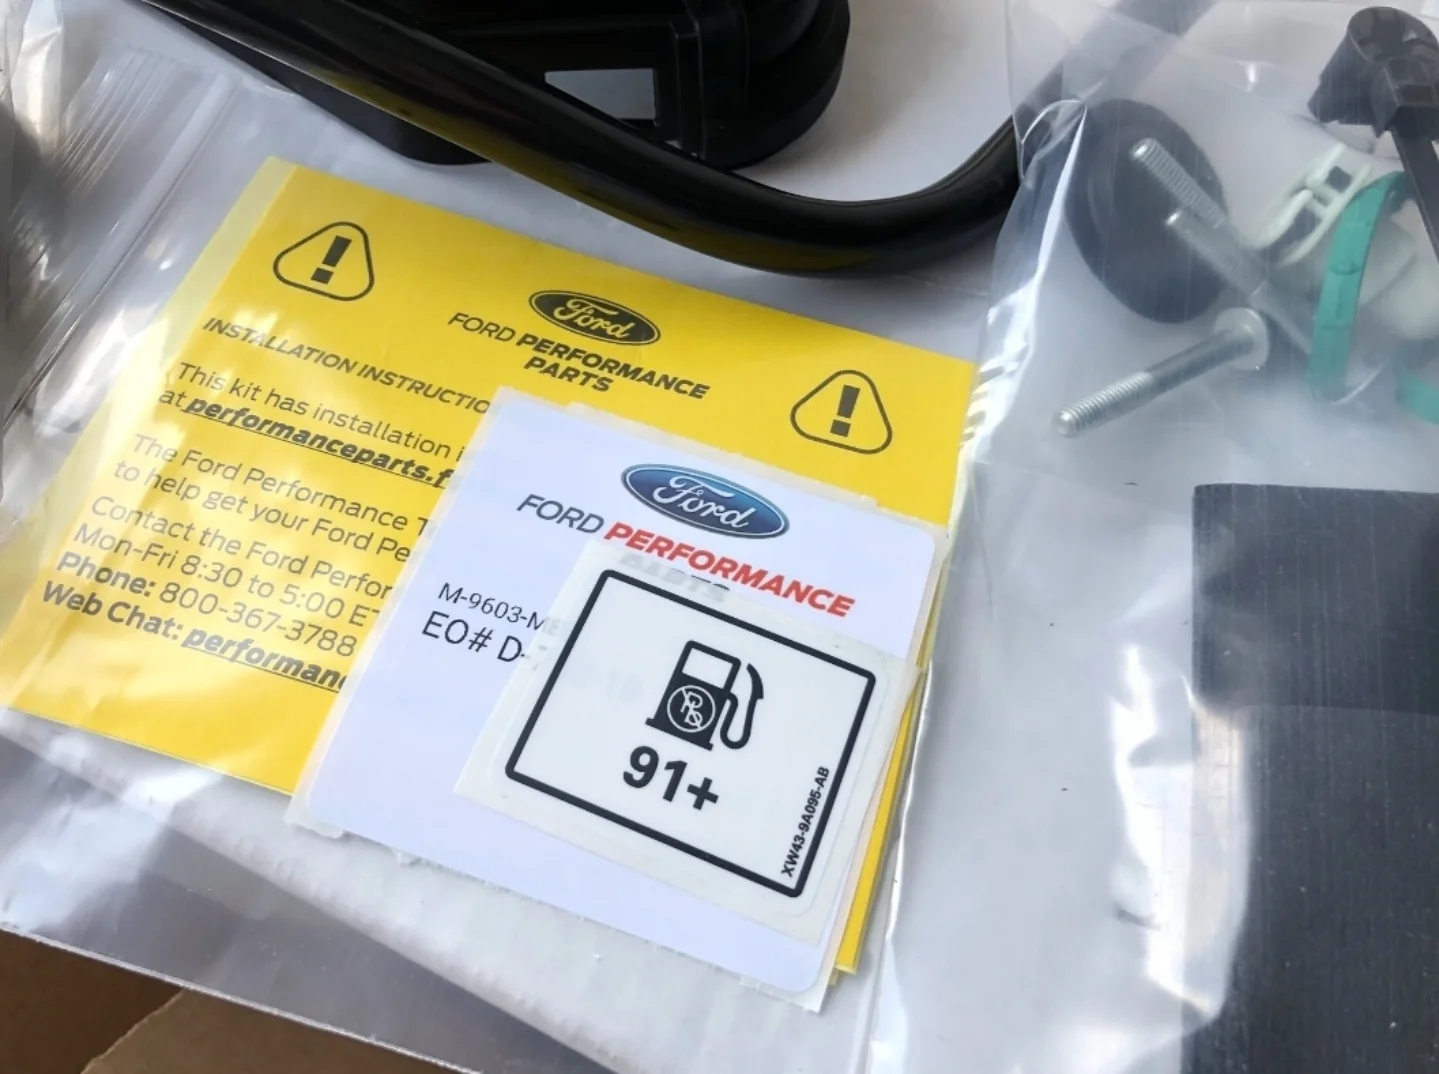 Ford
FORD PERFORMANCE
PARTS
INSTALLATION INSTRUCTIO
This kit has installation i
at performanceparts.f
The Ford Performance T
to help get your Ford Pe
Contact the Ford Perfor
Mon-Fri 8:30 to 5:00 ET
Phone: 800-367-3788
Web Chat: performan
Ford
FORD PERFORMANCE
PARTS
M-9603-M8
EO# D-
91+
XW43-9A095-AB